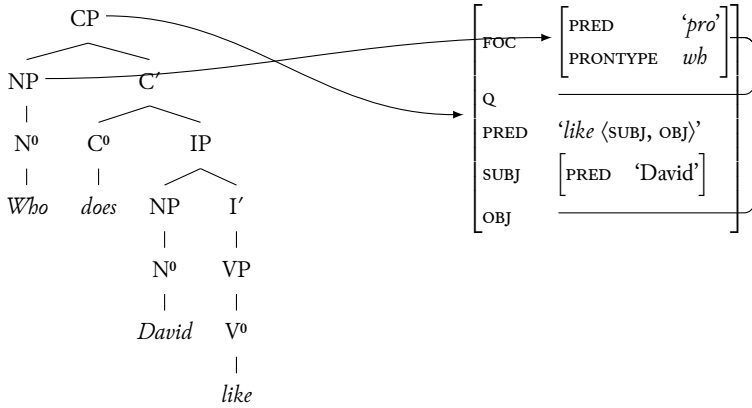 CP
NP C′
N⁰ C⁰ IP
Who does NP I′
N⁰ VP
David V⁰
like
FOC PRED ‘pro’
PRONTYPE wh
Q
PRED ‘like ⟨SUBJ, OBJ⟩’
SUBJ PRED ‘David’
OBJ